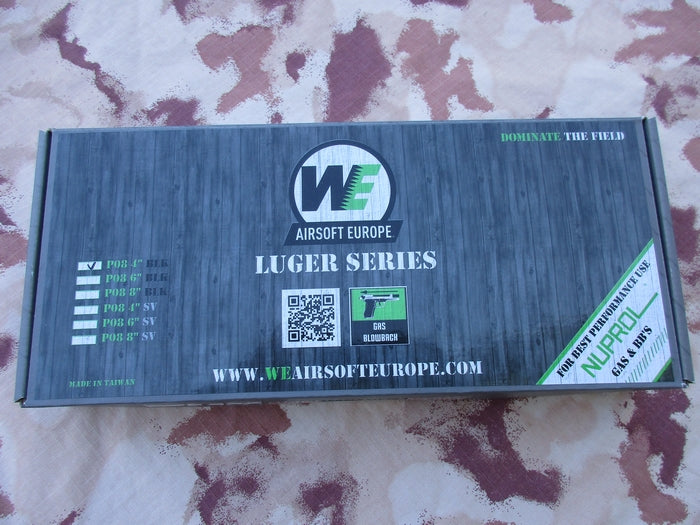 DOMINATE THE FIELD
WE
AIRSOFT EUROPE
LUGER SERIES
P08 4" BLK
P08 6" BLK
P08 8" BLK
P08 4" SV
P08 6" SV
P08 8" SV
GAS
BLOWBACK
FOR BEST PERFORMANCE USE
NUPROL
GAS & BB'S
WWW.WEAIRSOFTEUROPE.COM
MADE IN TAIWAN